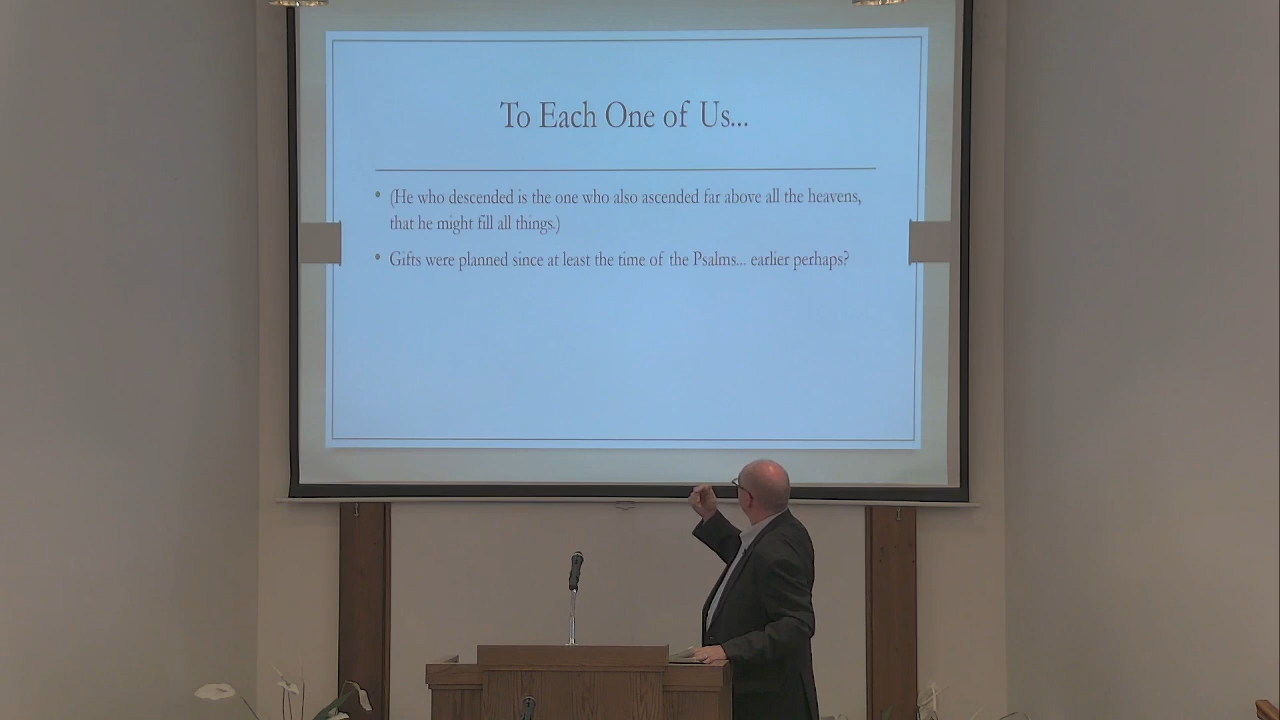 To Each One of Us...
• (He who descended is the one who also ascended far above all the heavens,
that he might fill all things.)
• Gifts were planned since at least the time of the Psalms... earlier perhaps?